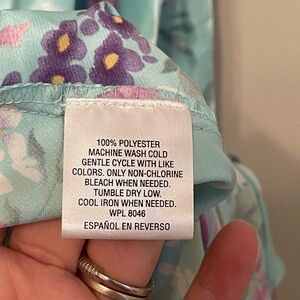 100% POLYESTER
MACHINE WASH COLD
GENTLE CYCLE WITH LIKE
COLORS. ONLY NON-CHLORINE
BLEACH WHEN NEEDED.
TUMBLE DRY LOW.
COOL IRON WHEN NEEDED.
WPL 8046
ESPAÑOL EN REVERSO